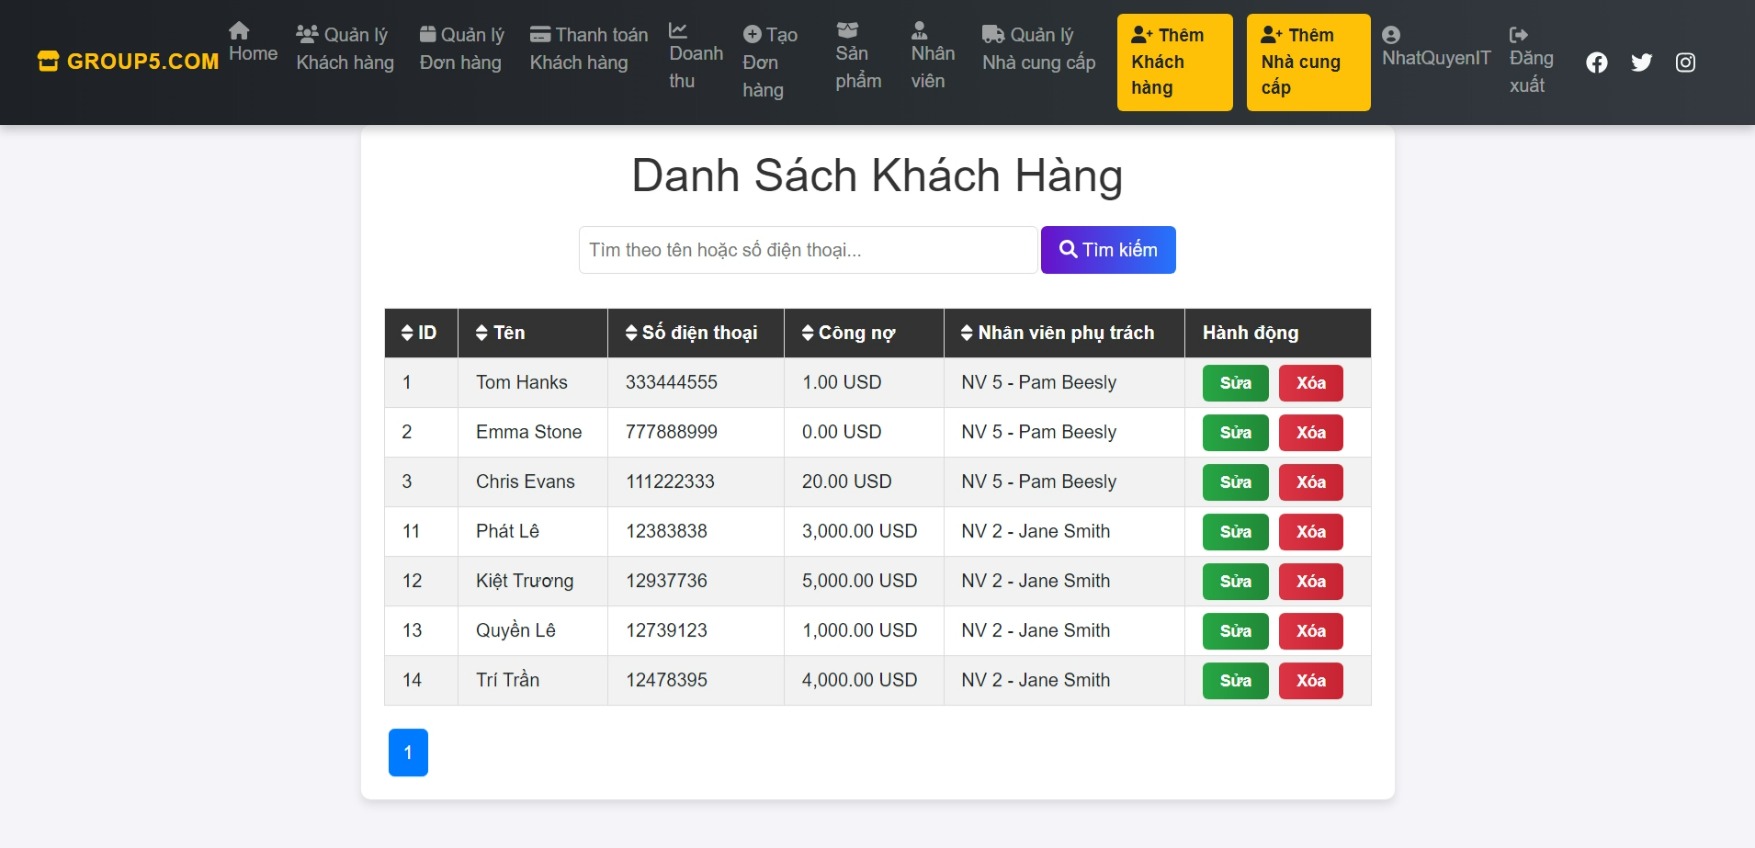 GROUP5.COM
Home
Quản lý
Khách hàng
Quản lý
Đơn hàng
Thanh toán
Khách hàng
Doanh
thu
Tạo
Đơn
hàng
Sản
phẩm
Nhân
viên
Quản lý
Nhà cung cấp
Thêm
Khách
hàng
Thêm
Nhà cung
cấp
NhatQuyenIT
Đăng
xuất
Danh Sách Khách Hàng
Tìm theo tên hoặc số điện thoại...
Tìm kiếm
ID Tên Số điện thoại Công nợ Nhân viên phụ trách Hành động
1 Tom Hanks 333444555 1.00 USD NV 5 - Pam Beesly Sửa Xóa
2 Emma Stone 777888999 0.00 USD NV 5 - Pam Beesly Sửa Xóa
3 Chris Evans 111222333 20.00 USD NV 5 - Pam Beesly Sửa Xóa
11 Phát Lê 12383838 3,000.00 USD NV 2 - Jane Smith Sửa Xóa
12 Kiệt Trương 12937736 5,000.00 USD NV 2 - Jane Smith Sửa Xóa
13 Quyền Lê 12739123 1,000.00 USD NV 2 - Jane Smith Sửa Xóa
14 Trí Trần 12478395 4,000.00 USD NV 2 - Jane Smith Sửa Xóa
1